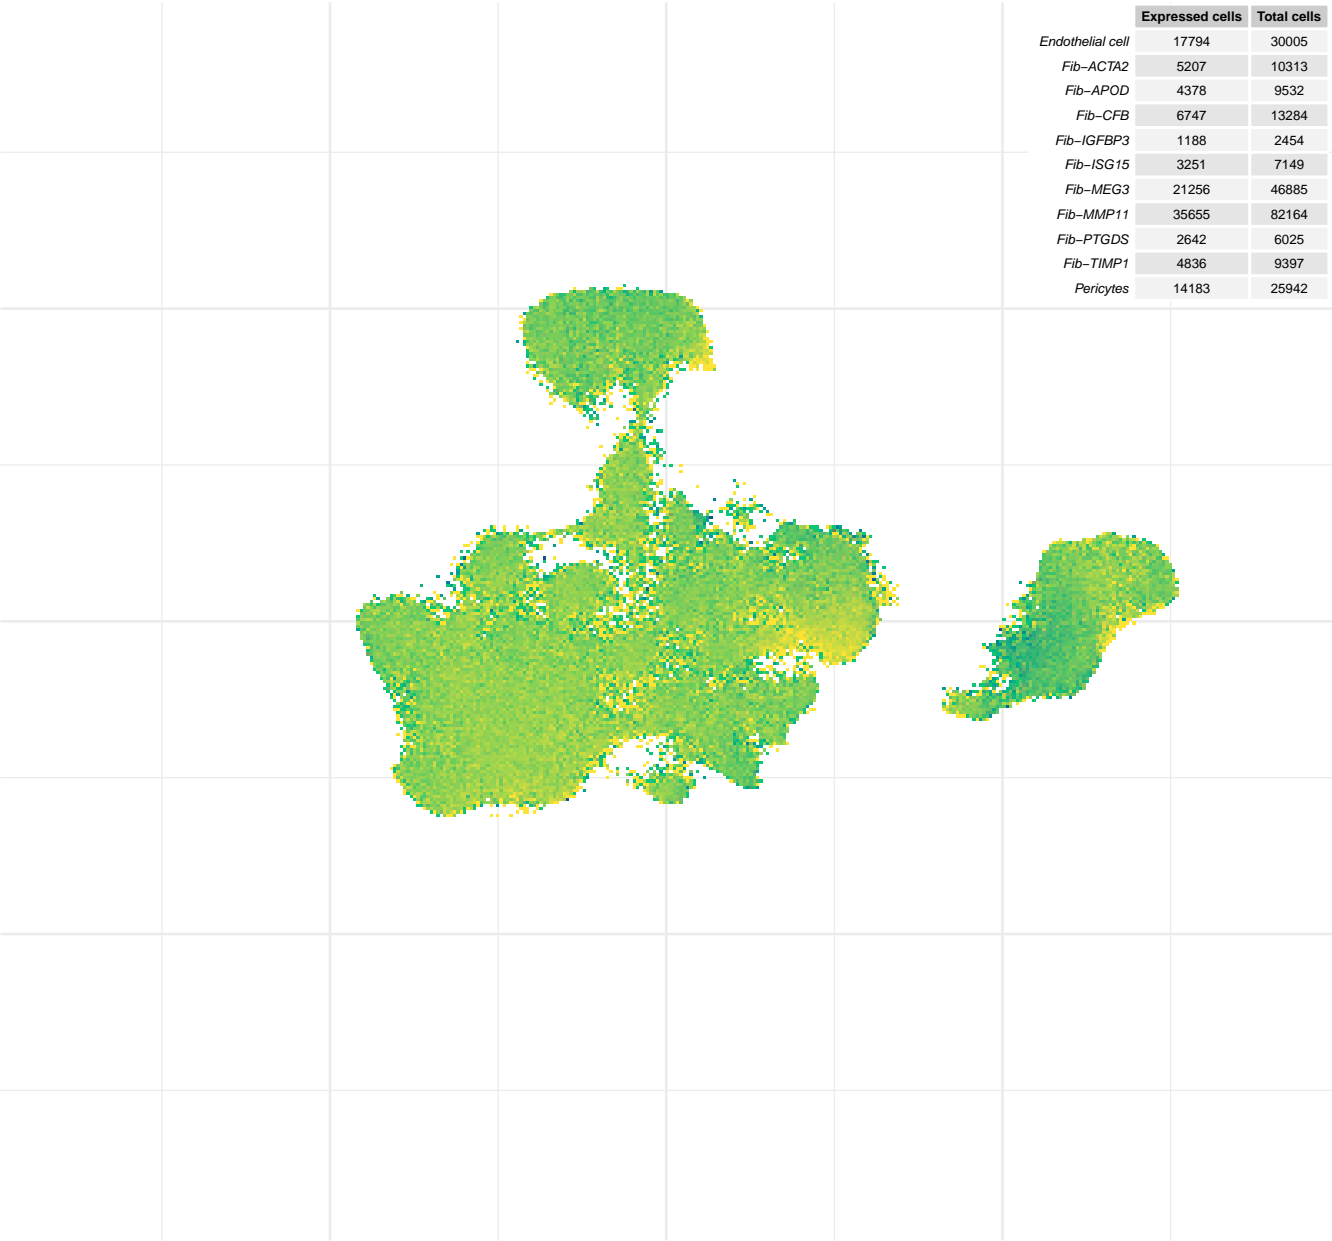 Expressed cells Total cells
Endothelial cell 17794 30005
Fib−ACTA2 5207 10313
Fib−APOD 4378 9532
Fib−CFB 6747 13284
Fib−IGFBP3 1188 2454
Fib−ISG15 3251 7149
Fib−MEG3 21256 46885
Fib−MMP11 35655 82164
Fib−PTGDS 2642 6025
Fib−TIMP1 4836 9397
Pericytes 14183 25942